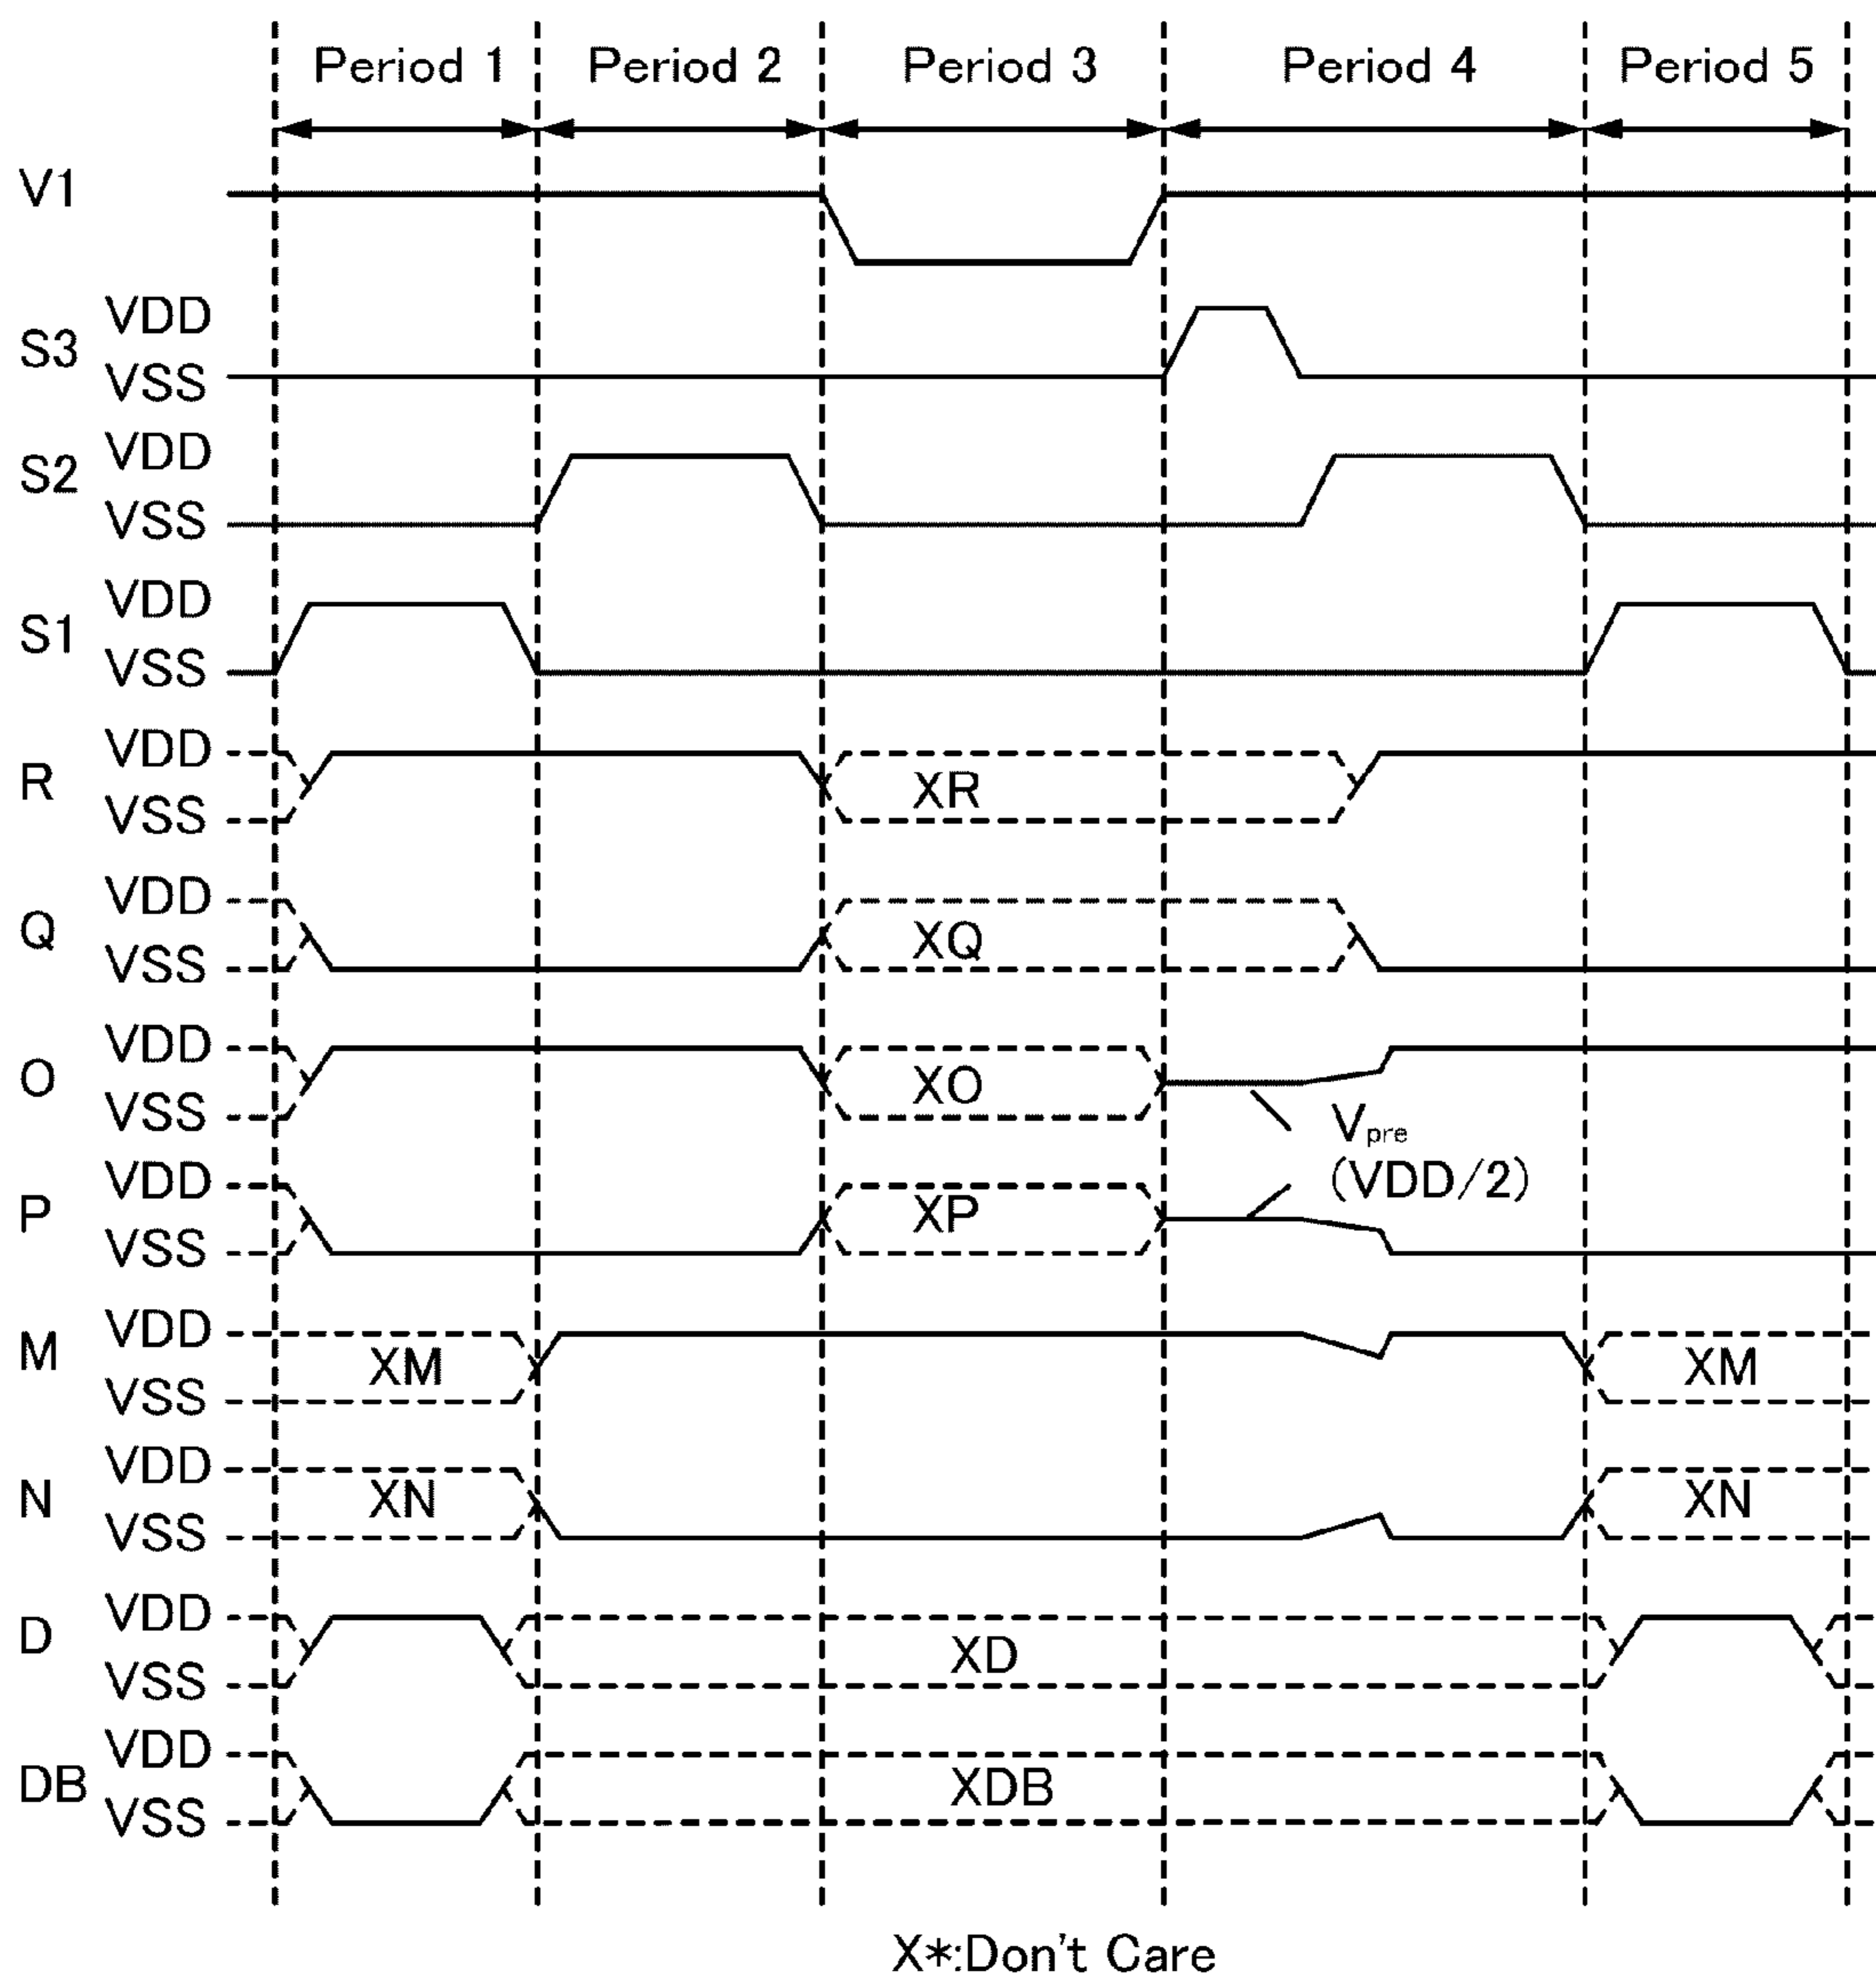 Period 1 Period 2 Period 3 Period 4 Period 5
V1
VDD
S3
VSS
VDD
S2
VSS
VDD
S1
VSS
VDD
R XR
VSS
VDD
Q XQ
VSS
VDD
O XO
VSS
Vpre
(VDD/2)
VDD
P XP
VSS
VDD
M XM XM
VSS
VDD
N XN XN
VSS
VDD
D XD
VSS
VDD
DB XDB
VSS
X*:Don't Care